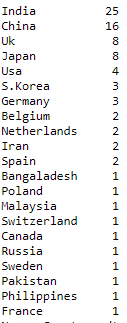 India 25
China 16
Uk 8
Japan 8
Usa 4
S.Korea 3
Germany 3
Belgium 2
Netherlands 2
Iran 2
Spain 2
Bangaladesh 1
Poland 1
Malaysia 1
Switzerland 1
Canada 1
Russia 1
Sweden 1
Pakistan 1
Philippines 1
France 1